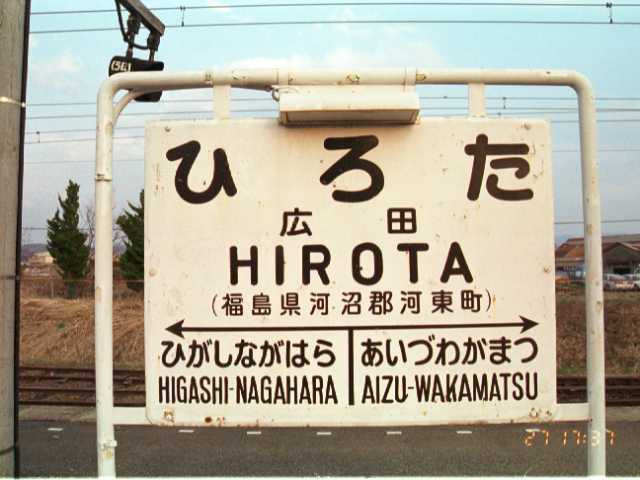 ひろた
広田
HIROTA
(福島県河沼郡河東町)
ひがしながはら あいづわかまつ
HIGASHI-NAGAHARA AIZU-WAKAMATSU
27 17:37